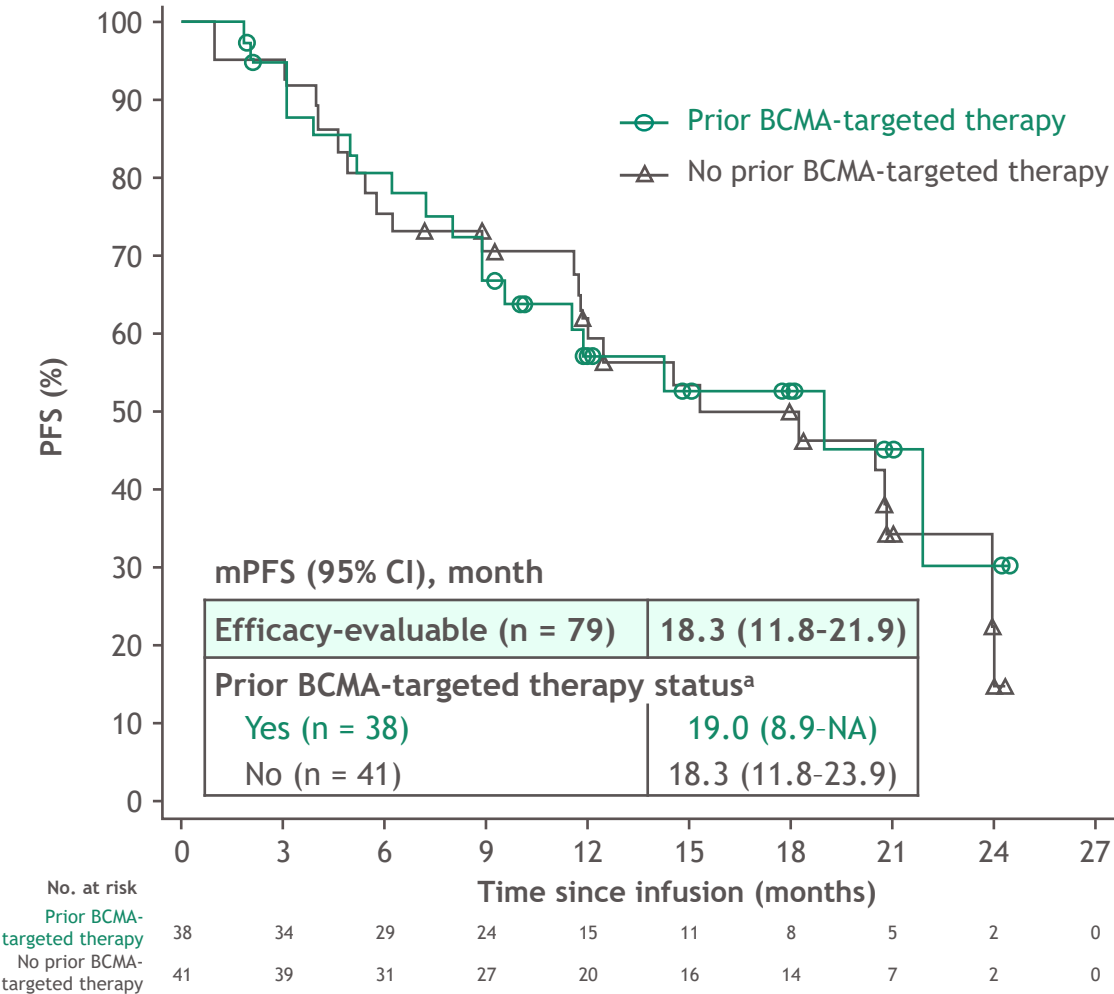 100
90
80
70
60
50
40
30
20
10
0
PFS (%)
Prior BCMA-targeted therapy
No prior BCMA-targeted therapy
mPFS (95% CI), month
Efficacy-evaluable (n = 79) 18.3 (11.8–21.9)
Prior BCMA-targeted therapy statusᵃ
Yes (n = 38) 19.0 (8.9–NA)
No (n = 41) 18.3 (11.8–23.9)
0 3 6 9 12 15 18 21 24 27
Time since infusion (months)
No. at risk
Prior BCMA-
targeted therapy 38 34 29 24 15 11 8 5 2 0
No prior BCMA-
targeted therapy 41 39 31 27 20 16 14 7 2 0